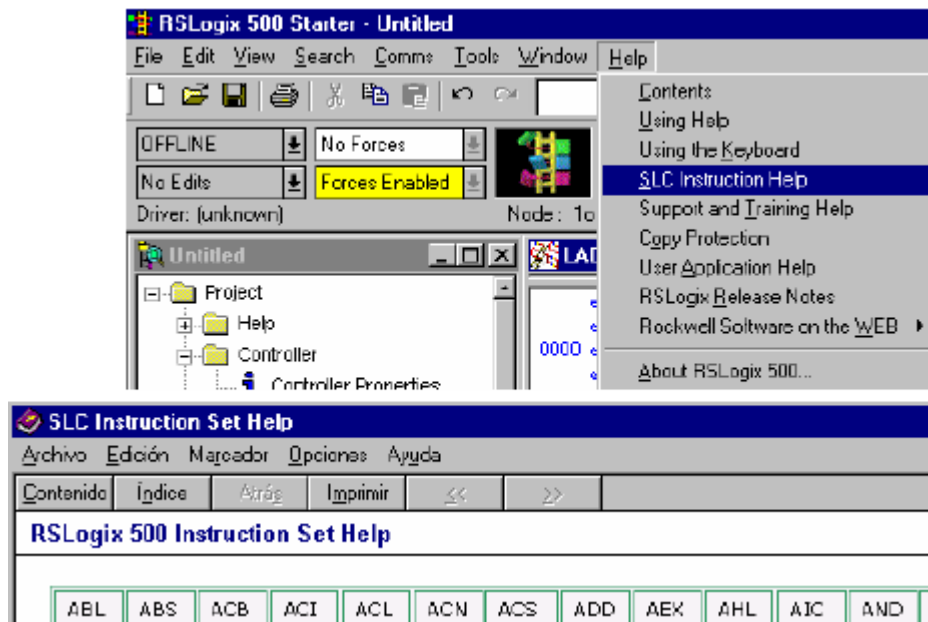 RSLogix 500 Starter - Untitled
File Edit View Search Comms Tools Window Help
OFFLINE No Forces
No Edits Forces Enabled
Driver: (unknown) Node : 1o
Contents
Using Help
Using the Keyboard
SLC Instruction Help
Support and Training Help
Copy Protection
User Application Help
RSLogix Release Notes
Rockwell Software on the WEB
About RSLogix 500...
Untitled
LAD
Project
Help
Controller
Controller Properties
0000
e
e
e
e
SLC Instruction Set Help
Archivo Edición Marcador Opciones Ayuda
Contenido Índice Atrás Imprimir << >>
RSLogix 500 Instruction Set Help
ABL ABS ACB ACI ACL ACN ACS ADD AEX AHL AIC AND